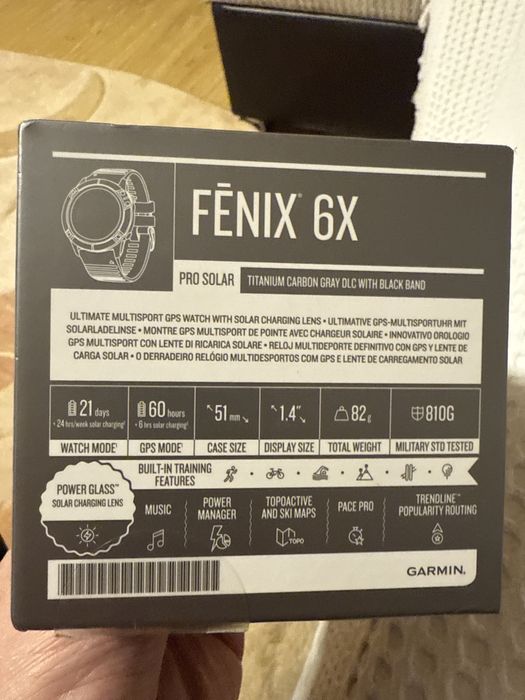 FĒNIX® 6X
PRO SOLAR TITANIUM CARBON GRAY DLC WITH BLACK BAND
ULTIMATE MULTISPORT GPS WATCH WITH SOLAR CHARGING LENS • ULTIMATIVE GPS-MULTISPORTUHR MIT
SOLARLADELINSE • MONTRE GPS MULTISPORT DE POINTE AVEC CHARGEUR SOLAIRE • INNOVATIVO OROLOGIO
GPS MULTISPORT CON LENTE DI RICARICA SOLARE • RELOJ MULTIDEPORTE DEFINITIVO CON GPS Y LENTE DE
CARGA SOLAR • O DERRADEIRO RELÓGIO MULTIDESPORTOS COM GPS E LENTE DE CARREGAMENTO SOLAR
21 days 60 hours 51 mm 1.4" 82g 810G
+ 24 hrs/week solar charging¹ + 6 hrs solar charging¹
WATCH MODE¹ GPS MODE¹ CASE SIZE DISPLAY SIZE TOTAL WEIGHT MILITARY STD TESTED
BUILT-IN TRAINING
FEATURES
POWER GLASS™
SOLAR CHARGING LENS
MUSIC
POWER
MANAGER
TOPOACTIVE
AND SKI MAPS
TOPO
PACE PRO
TRENDLINE™
POPULARITY ROUTING
GARMIN®